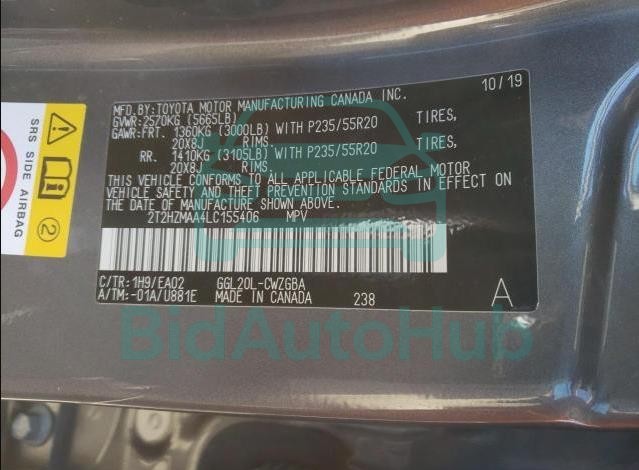 MFD. BY: TOYOTA MOTOR MANUFACTURING CANADA INC. 10/19
GVWR: 2570KG (5665LB)
GAWR: FRT. 1360KG (3000LB) WITH P235/55R20 TIRES,
20X8J RIMS.
RR. 1410KG (3105LB) WITH P235/55R20 TIRES,
20X8J RIMS.
THIS VEHICLE CONFORMS TO ALL APPLICABLE FEDERAL MOTOR
VEHICLE SAFETY AND THEFT PREVENTION STANDARDS IN EFFECT ON
THE DATE OF MANUFACTURE SHOWN ABOVE.
2T2HZMAA4LC155406 MPV
C/TR: 1H9/EA02 GGL20L-CWZGBA
A/TM: -01A/U881E MADE IN CANADA 238 A
SRS SIDE AIRBAG
2
BidAutoHub